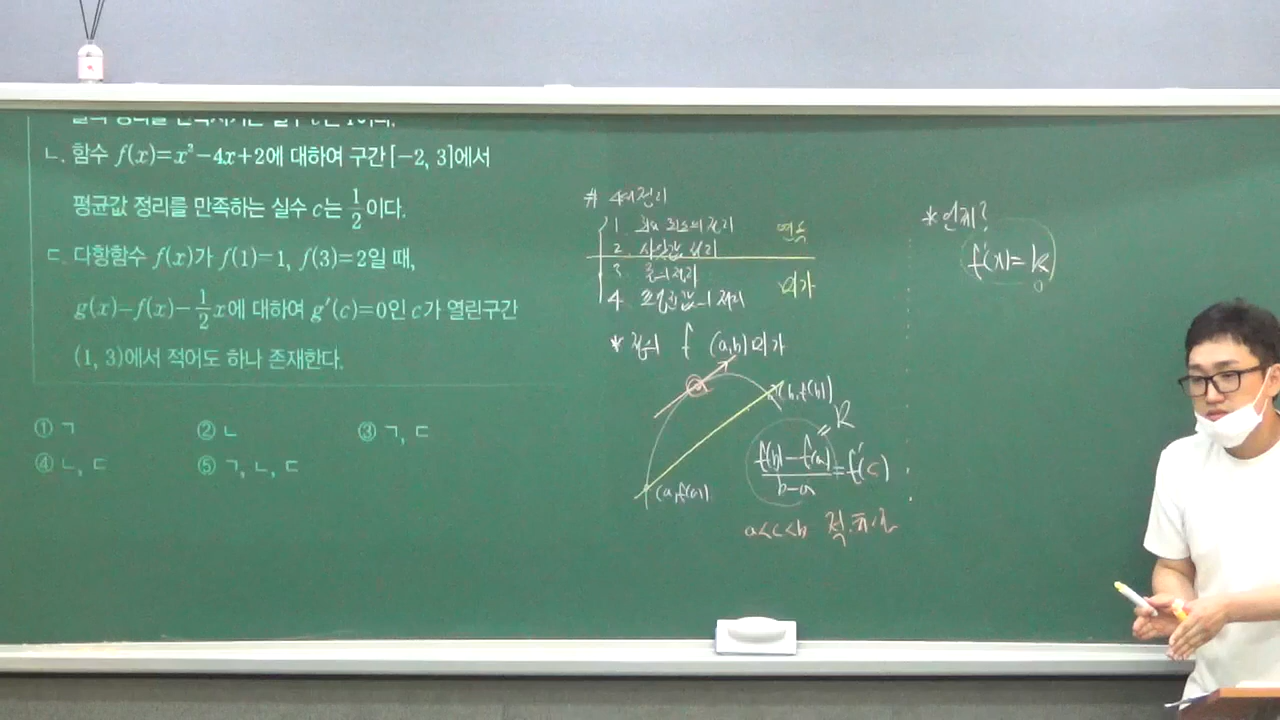 ㄴ. 함수 f(x)=x²-4x+2에 대하여 구간 [-2, 3]에서
평균값 정리를 만족하는 실수 c는 1/2이다.
ㄷ. 다항함수 f(x)가 f(1)=1, f(3)=2일 때,
g(x)=f(x)-1/2x에 대하여 g′(c)=0인 c가 열린구간
(1, 3)에서 적어도 하나 존재한다.
① ㄱ ② ㄴ ③ ㄱ, ㄷ
④ ㄴ, ㄷ ⑤ ㄱ, ㄴ, ㄷ
# 4대정리
1. 최대 최소의 정리
2. 사잇값 정리
연속
3. 롤의 정리
4. 평균값의 정리
미가
* 정의 f (a,b) 미가
(b, f(b))
(a, f(a))
(f(b)-f(a))/(b-a) = f′(c)
= k
a<c<b
* 언제?
f′(x)=k